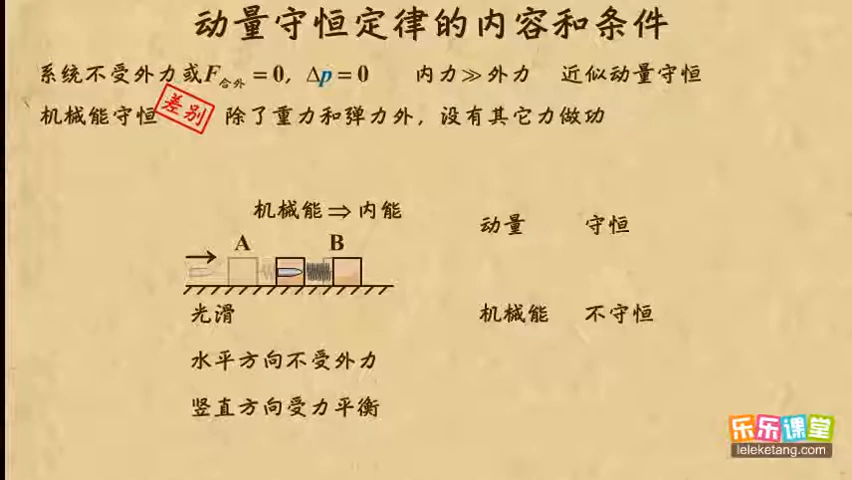 动量守恒定律的内容和条件
系统不受外力或F合外 = 0, Δp = 0 内力≫外力 近似动量守恒
机械能守恒 差别 除了重力和弹力外，没有其它力做功
机械能⇒内能
动量 守恒
A B
光滑
机械能 不守恒
水平方向不受外力
竖直方向受力平衡
乐乐课堂
leleketang.com